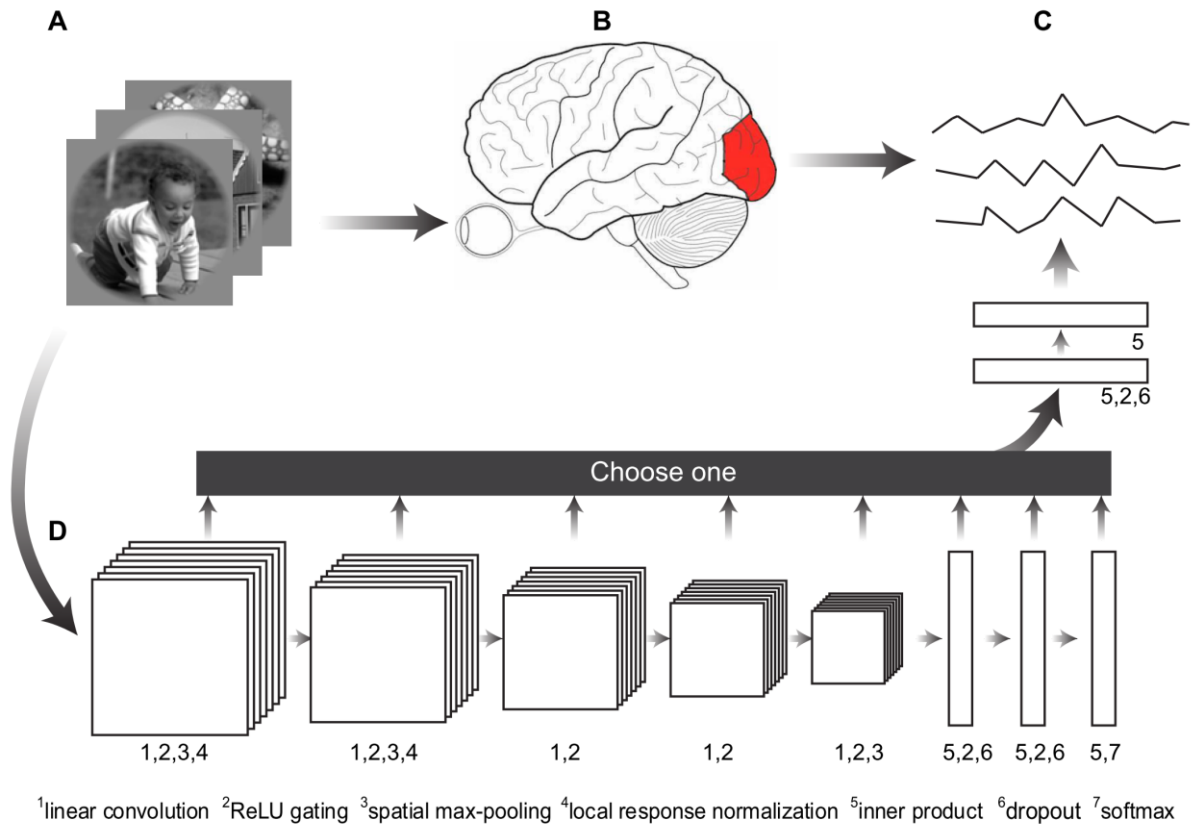 A
B
C
5
5,2,6
Choose one
D
1,2,3,4
1,2,3,4
1,2
1,2
1,2,3
5,2,6
5,2,6
5,7
¹linear convolution ²ReLU gating ³spatial max-pooling ⁴local response normalization ⁵inner product ⁶dropout ⁷softmax